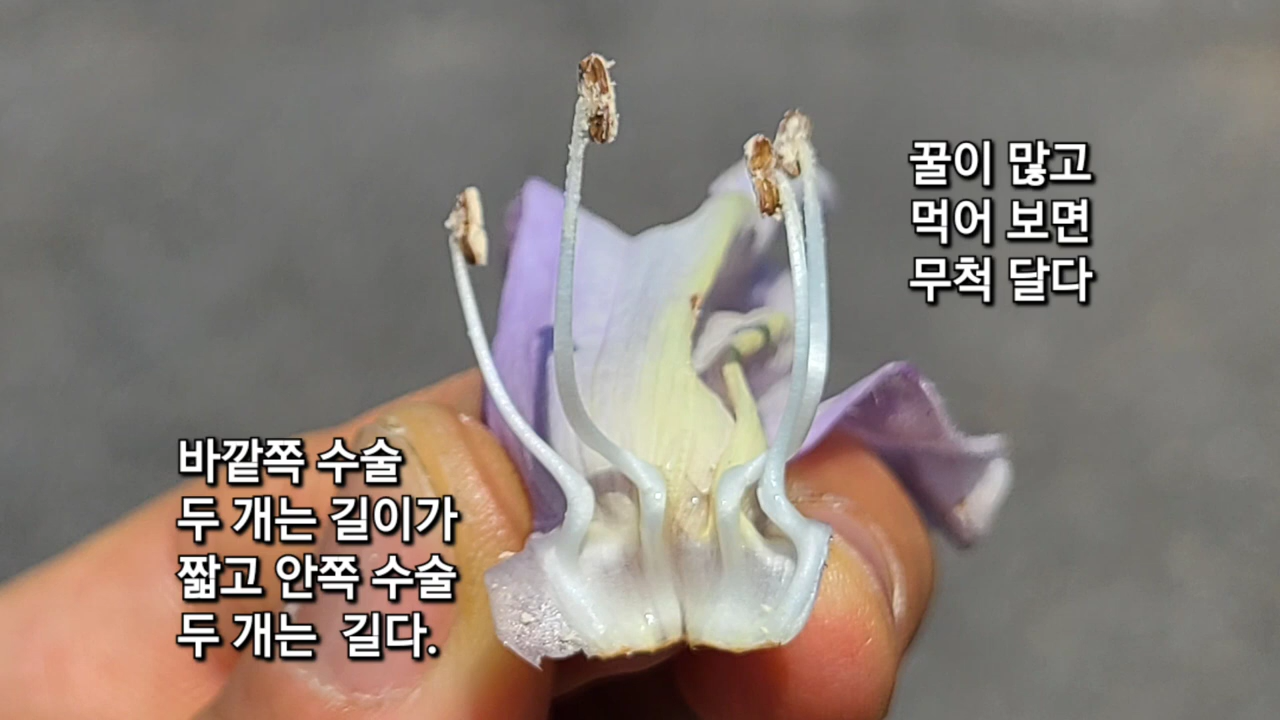 꿀이 많고
먹어 보면
무척 달다
바깥쪽 수술
두 개는 길이가
짧고 안쪽 수술
두 개는 길다.